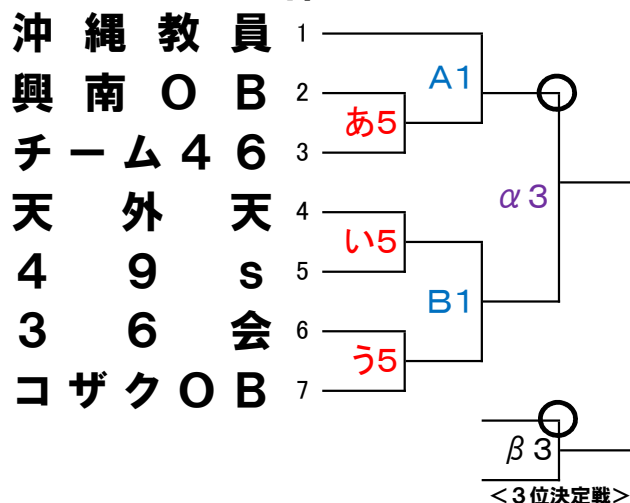 沖縄教員 1
興南ＯＢ 2
チーム４６ 3
天外天 4
４９ｓ 5
３６会 6
コザクＯＢ 7
A1
あ5
α3
い5
B1
う5
β3
＜３位決定戦＞